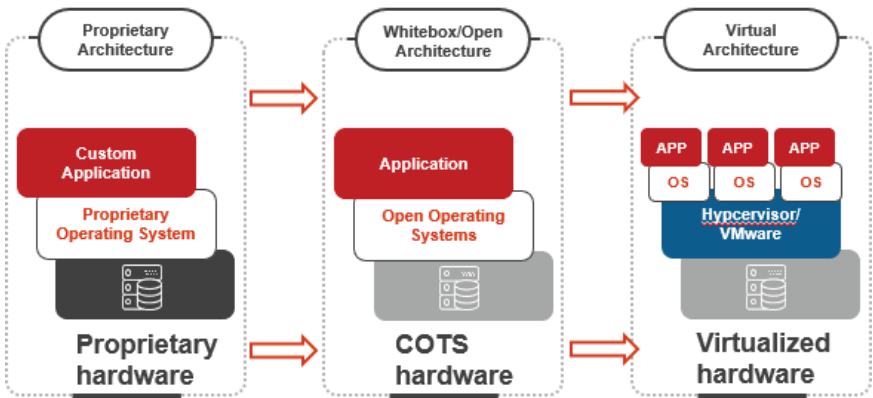 Proprietary
Architecture
Custom
Application
Proprietary
Operating System
Proprietary
hardware
Whitebox/Open
Architecture
Application
Open Operating
Systems
COTS
hardware
Virtual
Architecture
APP APP APP
OS OS OS
Hypcervisor/
VMware
Virtualized
hardware